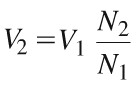 V₂ = V₁ N₂/N₁